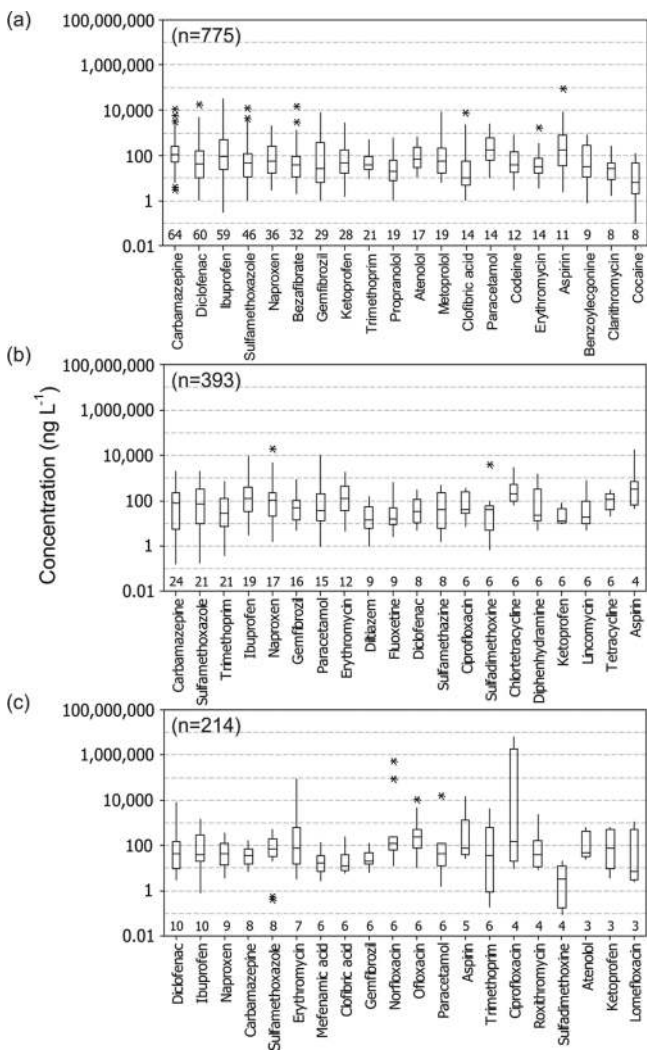 (a)
(n=775)
100,000,000
1,000,000
10,000
100
1
0.01
64 60 59 46 36 32 29 28 21 19 17 19 14 14 12 14 11 9 8 8
Carbamazepine
Diclofenac
Ibuprofen
Sulfamethoxazole
Naproxen
Bezafibrate
Gemfibrozil
Ketoprofen
Trimethoprim
Propranolol
Atenolol
Metoprolol
Clofibric acid
Paracetamol
Codeine
Erythromycin
Aspirin
Benzoylecgonine
Clarithromycin
Cocaine
Concentration (ng L-1)
(b)
(n=393)
100,000,000
1,000,000
10,000
100
1
0.01
24 21 21 19 17 16 15 12 9 9 8 8 6 6 6 6 6 6 6 4
Carbamazepine
Sulfamethoxazole
Trimethoprim
Ibuprofen
Naproxen
Gemfibrozil
Paracetamol
Erythromycin
Diltiazem
Fluoxetine
Diclofenac
Sulfamethazine
Ciprofloxacin
Sulfadimethoxine
Chlortetracycline
Diphenhydramine
Ketoprofen
Lincomycin
Tetracycline
Aspirin
(c)
(n=214)
100,000,000
1,000,000
10,000
100
1
0.01
10 10 9 8 8 7 6 6 6 6 6 6 5 6 4 4 4 3 3 3
Diclofenac
Ibuprofen
Naproxen
Carbamazepine
Sulfamethoxazole
Erythromycin
Mefenamic acid
Clofibric acid
Gemfibrozil
Norfloxacin
Ofloxacin
Paracetamol
Aspirin
Trimethoprim
Ciprofloxacin
Roxithromycin
Sulfadimethoxine
Atenolol
Ketoprofen
Lomefloxacin